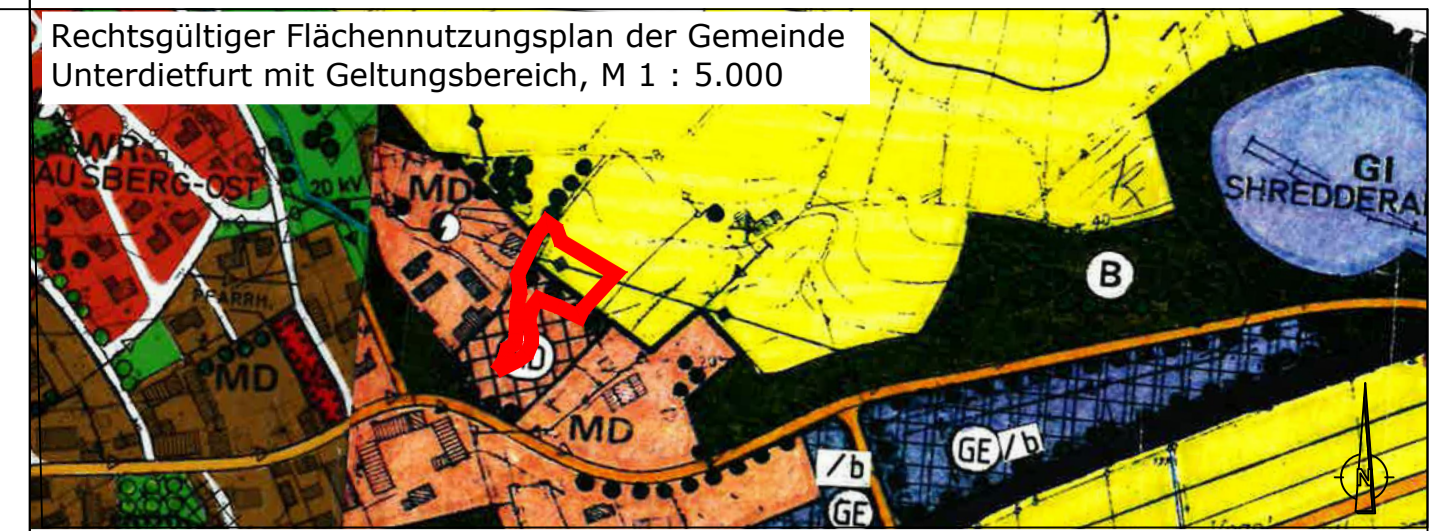 Rechtsgültiger Flächennutzungsplan der Gemeinde
Unterdietfurt mit Geltungsbereich, M 1 : 5.000
WR
AUSBERG-OST
20 kV
MD
GI
SHREDDERA
40
B
PFARRH.
MD
MD
GE /b
/b
GE
N